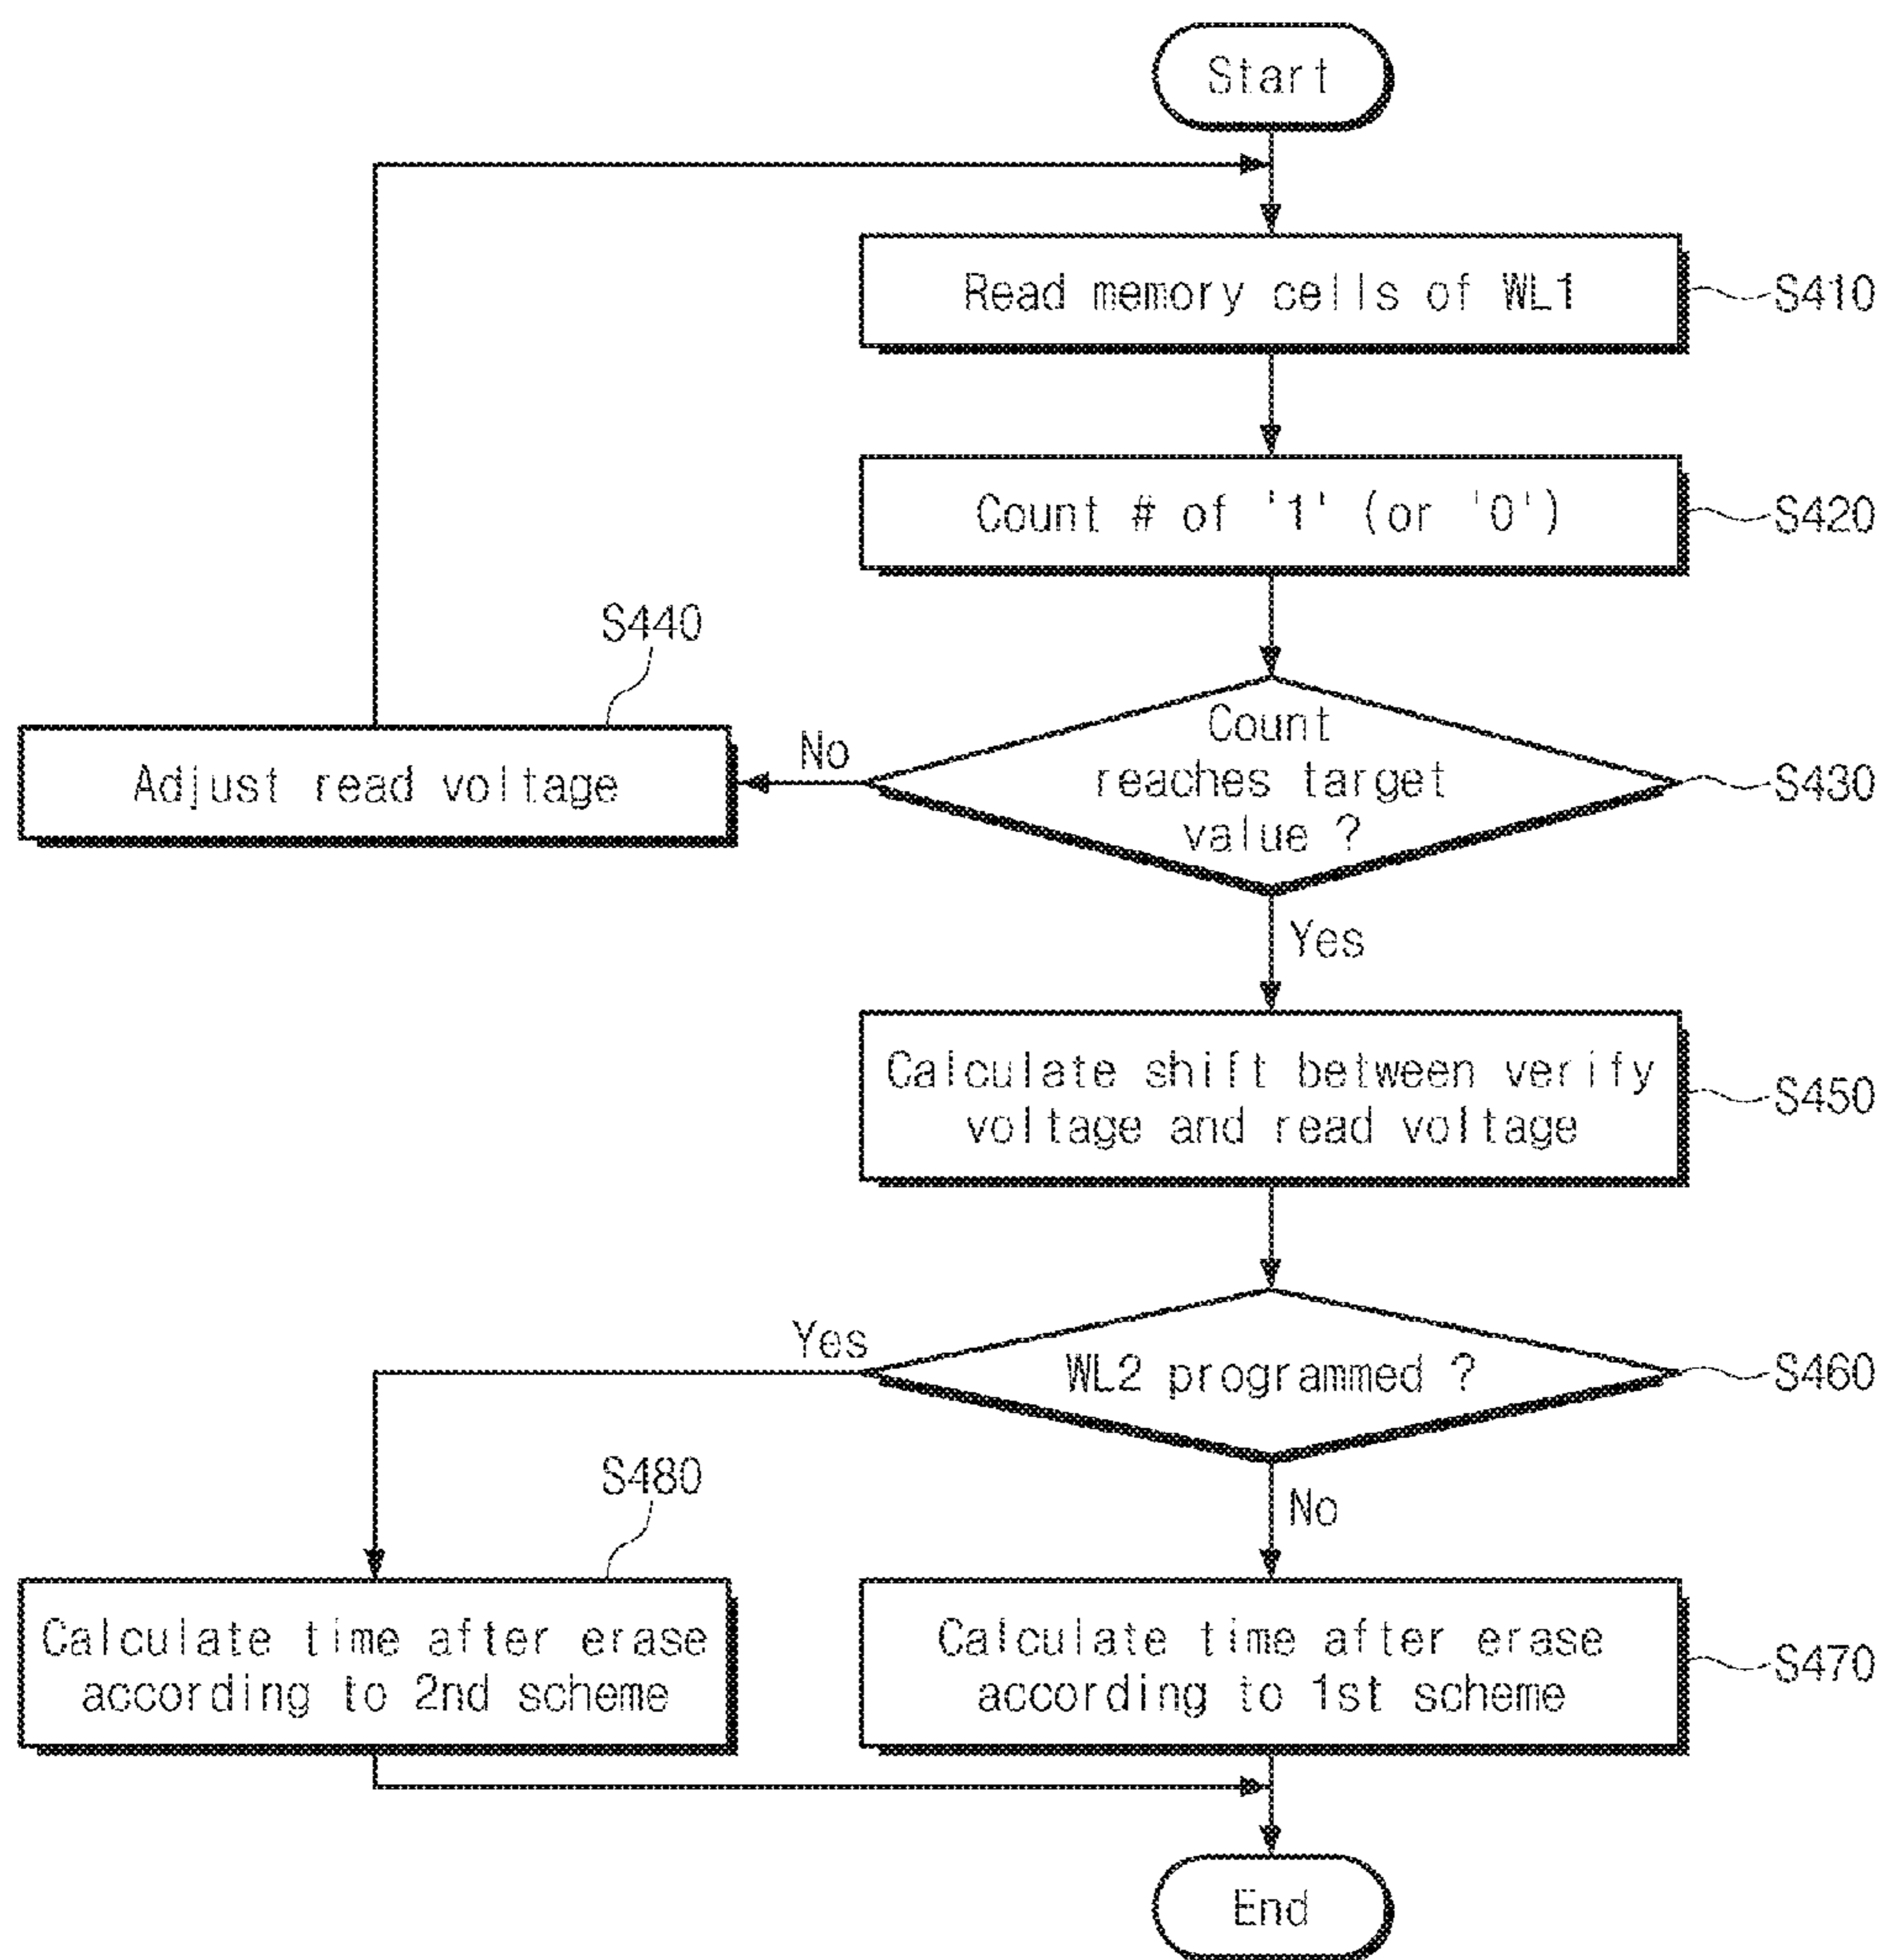 Start
Read memory cells of WL1
S410
Count # of '1' (or '0')
S420
S440
Adjust read voltage
No
Count
reaches target
value ?
S430
Yes
Calculate shift between verify
voltage and read voltage
S450
Yes
WL2 programmed ?
S460
S480
No
Calculate time after erase
according to 2nd scheme
Calculate time after erase
according to 1st scheme
S470
End